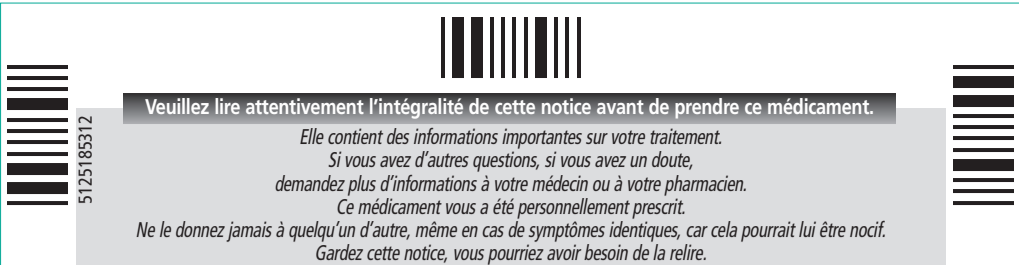 Veuillez lire attentivement l'intégralité de cette notice avant de prendre ce médicament.
5125185312
Elle contient des informations importantes sur votre traitement.
Si vous avez d'autres questions, si vous avez un doute,
demandez plus d'informations à votre médecin ou à votre pharmacien.
Ce médicament vous a été personnellement prescrit.
Ne le donnez jamais à quelqu'un d'autre, même en cas de symptômes identiques, car cela pourrait lui être nocif.
Gardez cette notice, vous pourriez avoir besoin de la relire.